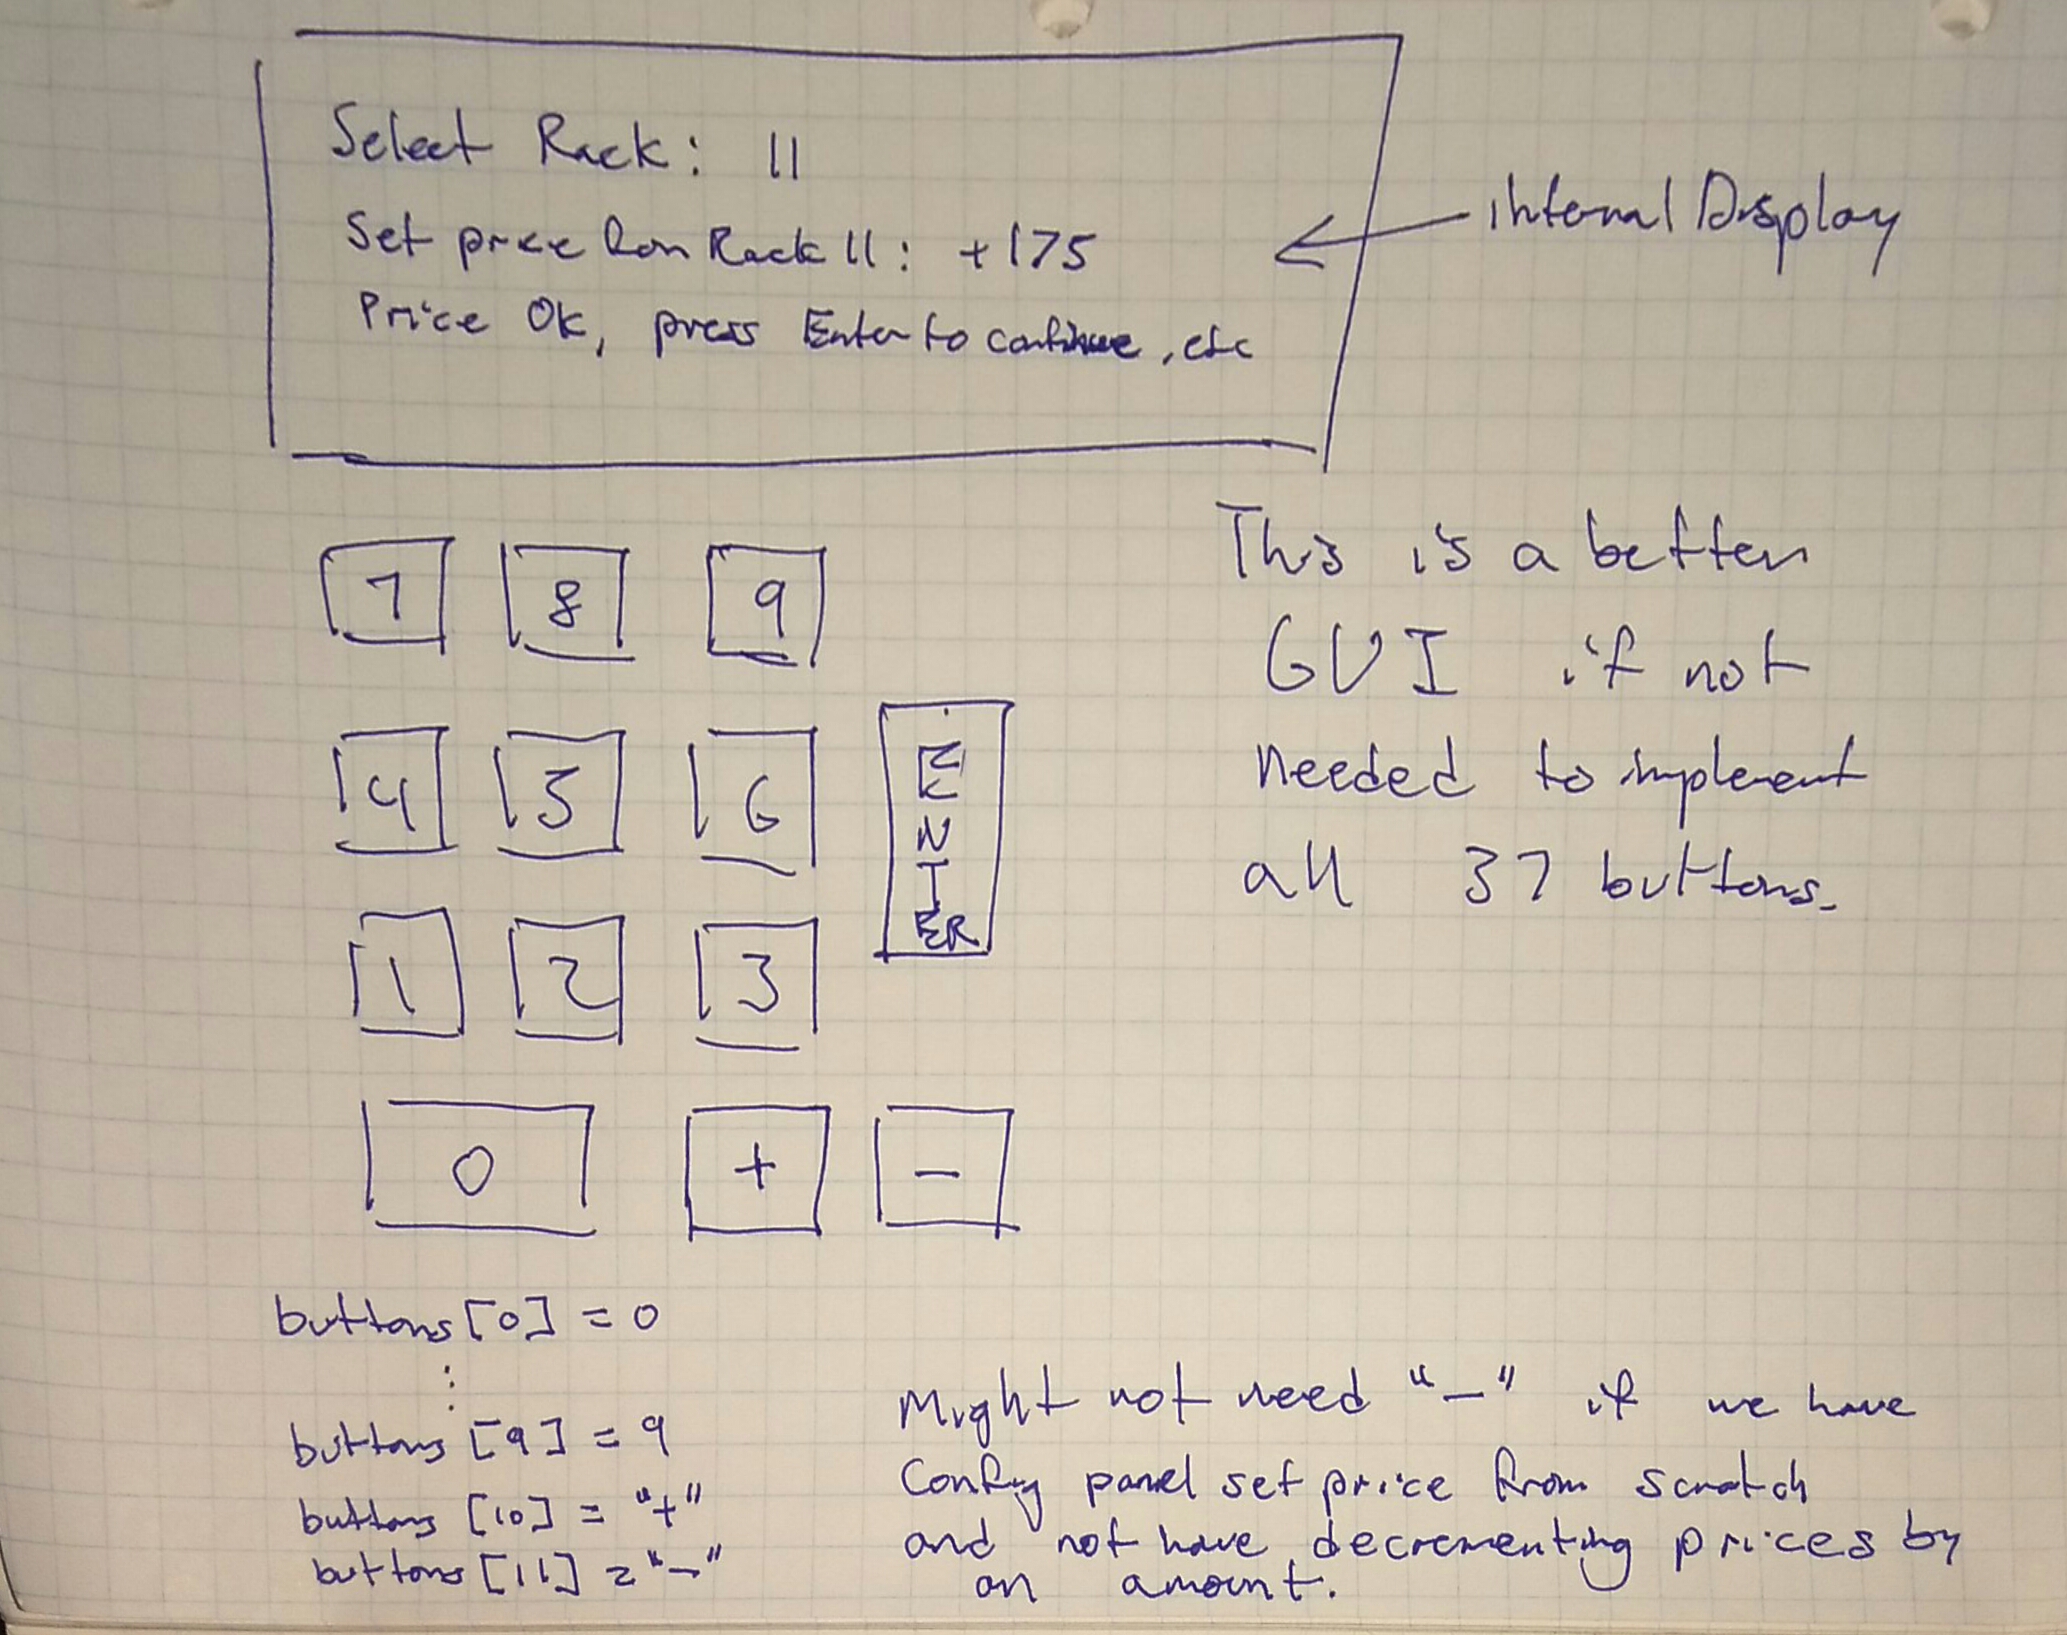 Select Rack: 11
Set price for Rack 11: +175
Price Ok, press Enter to continue, etc
internal Display
7 8 9
4 5 6
ENTER
1 2 3
0 + -
This is a better
GUI if not
needed to implement
all 37 buttons.
buttons [0] = 0
⋮
buttons [9] = 9
buttons [10] = "+"
buttons [11] = "-"
Might not need "-" if we have
Config panel set price from scratch
and not have decrementing prices by
an amount.